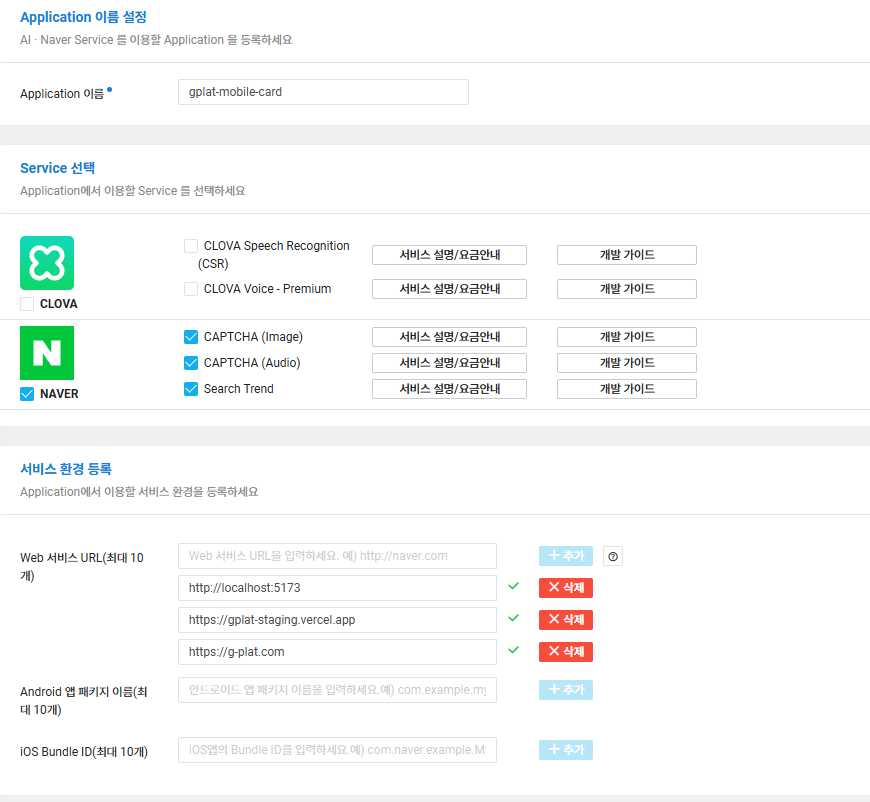 Application 이름 설정
AI · Naver Service 를 이용할 Application 을 등록하세요
Application 이름
gplat-mobile-card
Service 선택
Application에서 이용할 Service 를 선택하세요
CLOVA Speech Recognition
(CSR)
서비스 설명/요금안내
개발 가이드
CLOVA Voice - Premium
서비스 설명/요금안내
개발 가이드
CLOVA
N
CAPTCHA (Image)
서비스 설명/요금안내
개발 가이드
CAPTCHA (Audio)
서비스 설명/요금안내
개발 가이드
NAVER
Search Trend
서비스 설명/요금안내
개발 가이드
서비스 환경 등록
Application에서 이용할 서비스 환경을 등록하세요
Web 서비스 URL(최대 10
개)
Web 서비스 URL을 입력하세요. 예) http://naver.com
+ 추가
?
http://localhost:5173
✕ 삭제
https://gplat-staging.vercel.app
✕ 삭제
https://g-plat.com
✕ 삭제
Android 앱 패키지 이름(최
대 10개)
안드로이드 앱 패키지 이름을 입력하세요.예) com.example.my
+ 추가
iOS Bundle ID(최대 10개)
iOS앱의 Bundle ID를 입력하세요.예) com.naver.example.M
+ 추가